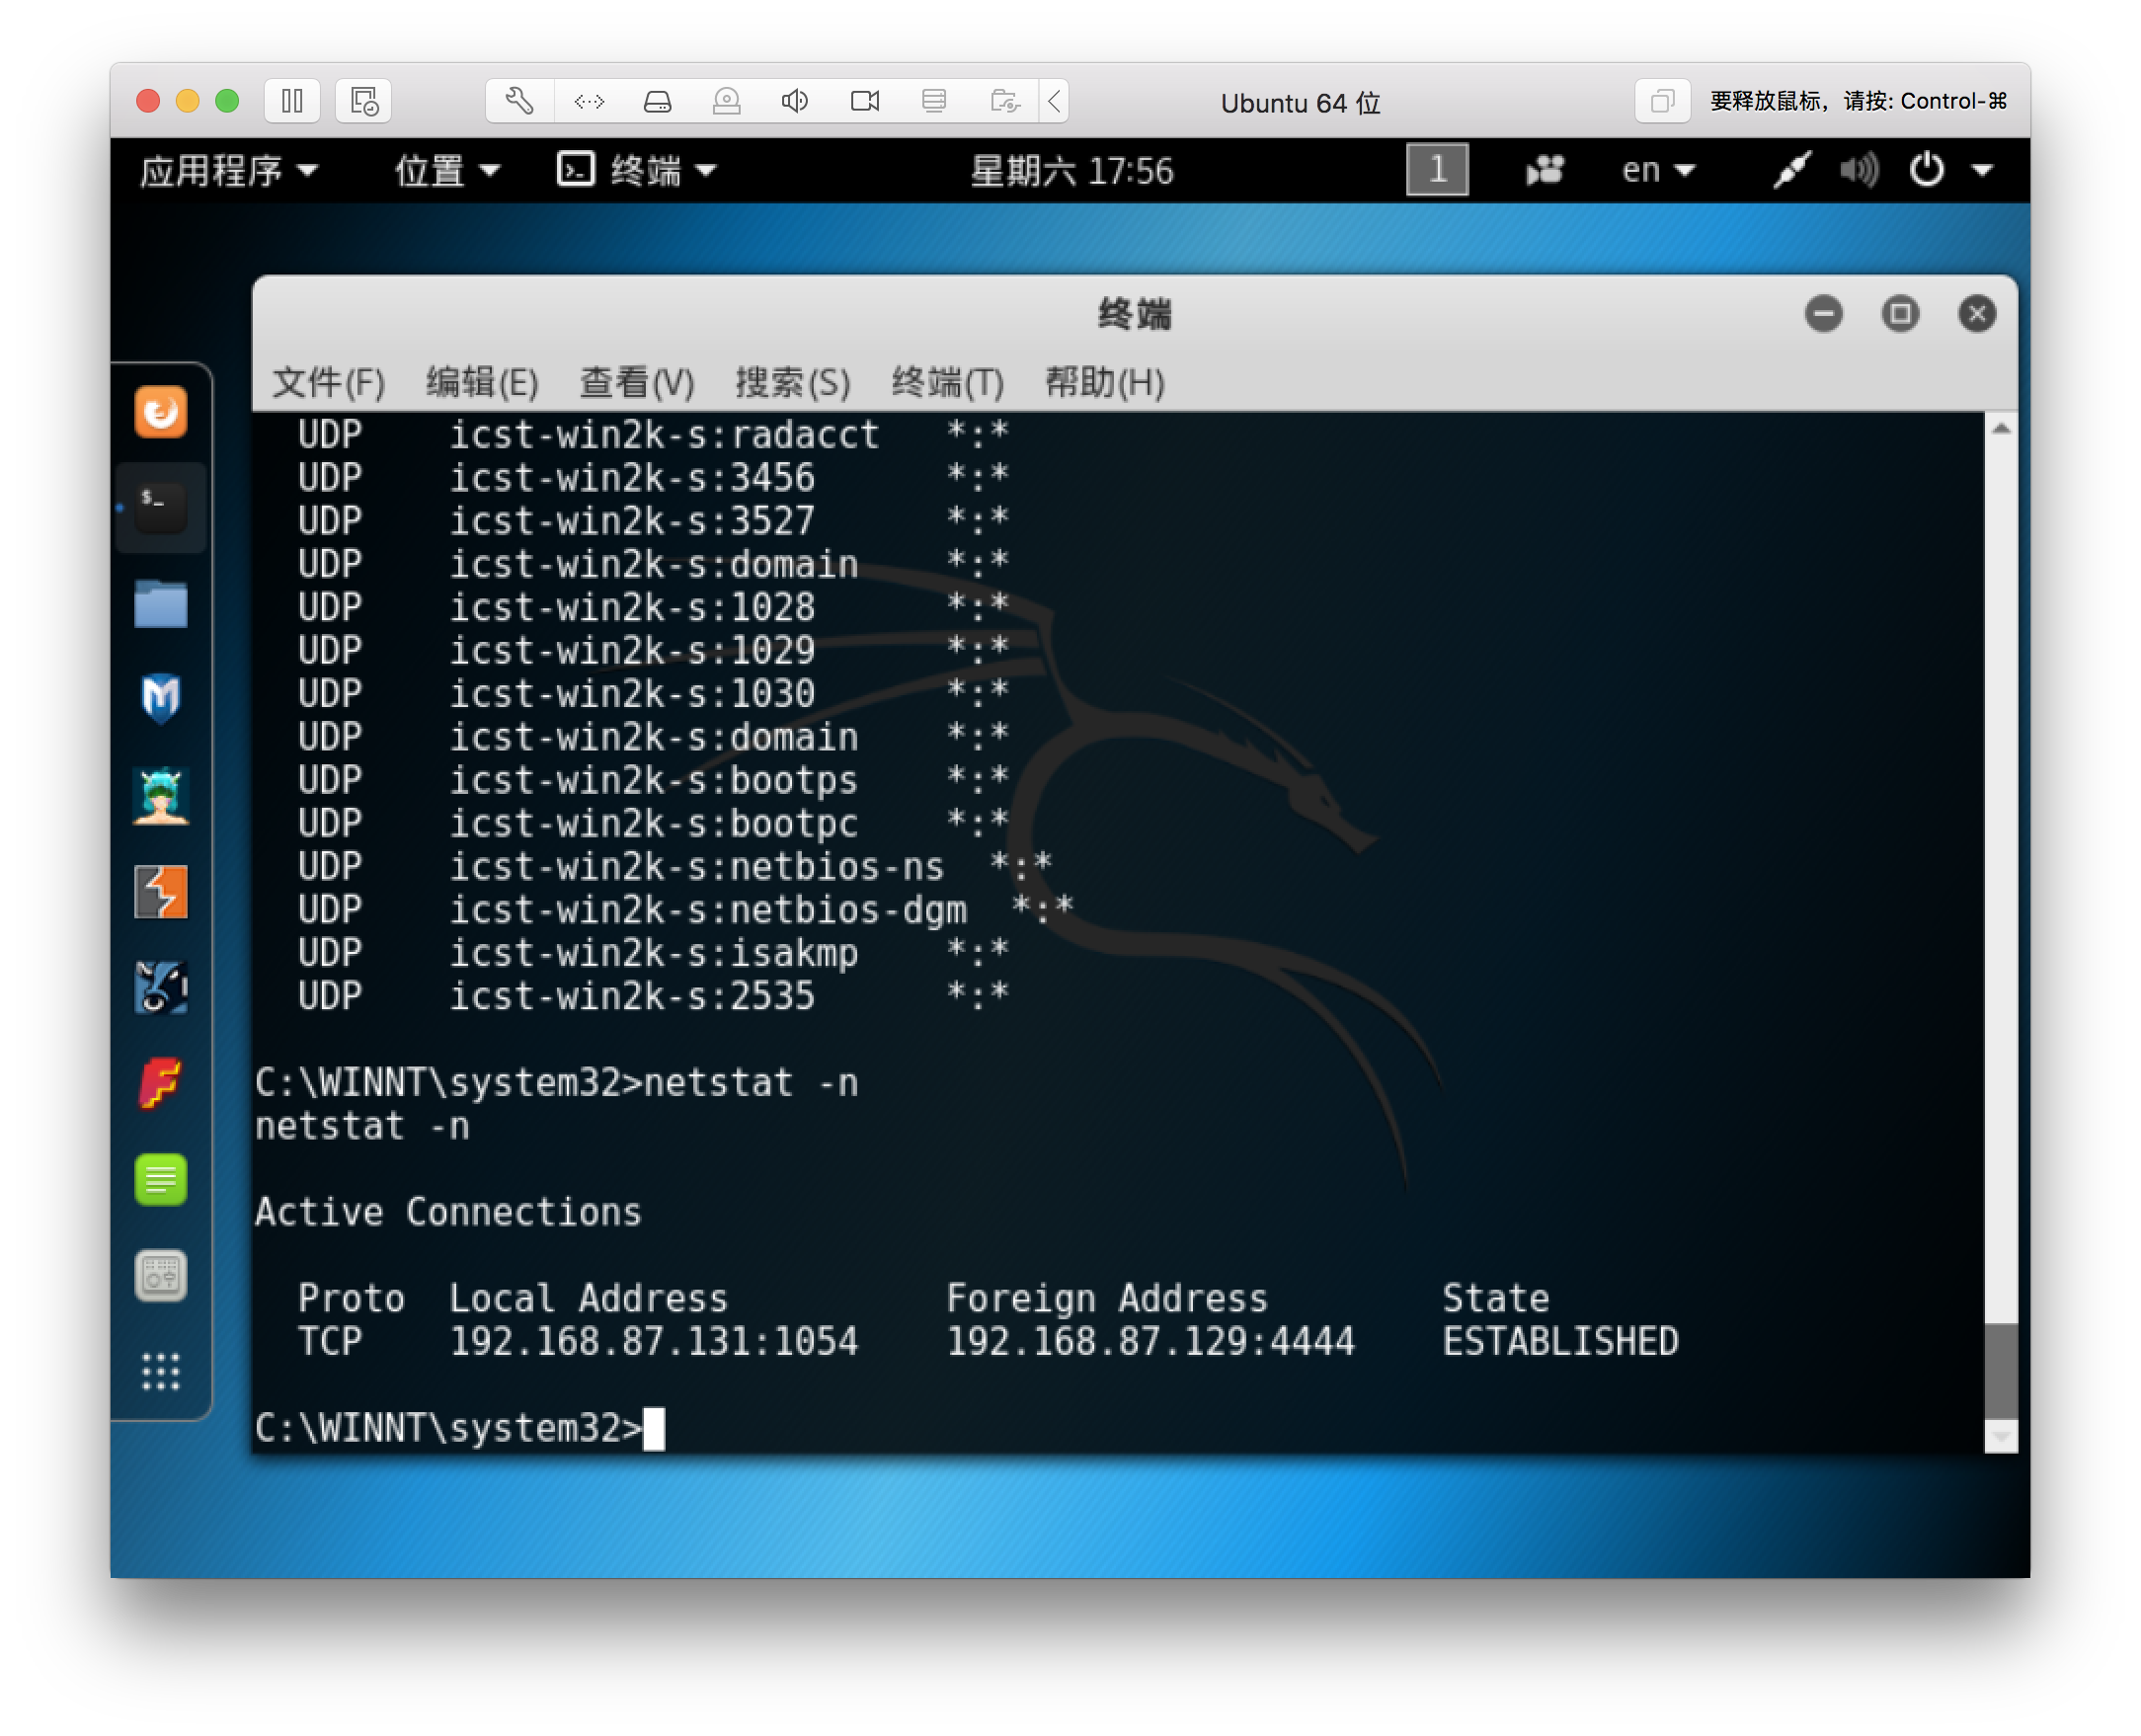 Ubuntu 64 位
要释放鼠标，请按: Control-⌘
应用程序 位置 终端 星期六 17:56 1 en
终端
文件(F) 编辑(E) 查看(V) 搜索(S) 终端(T) 帮助(H)
UDP icst-win2k-s:radacct *:*
UDP icst-win2k-s:3456 *:*
UDP icst-win2k-s:3527 *:*
UDP icst-win2k-s:domain *:*
UDP icst-win2k-s:1028 *:*
UDP icst-win2k-s:1029 *:*
UDP icst-win2k-s:1030 *:*
UDP icst-win2k-s:domain *:*
UDP icst-win2k-s:bootps *:*
UDP icst-win2k-s:bootpc *:*
UDP icst-win2k-s:netbios-ns *:*
UDP icst-win2k-s:netbios-dgm *:*
UDP icst-win2k-s:isakmp *:*
UDP icst-win2k-s:2535 *:*
C:\WINNT\system32>netstat -n
netstat -n
Active Connections
Proto Local Address Foreign Address State
TCP 192.168.87.131:1054 192.168.87.129:4444 ESTABLISHED
C:\WINNT\system32>